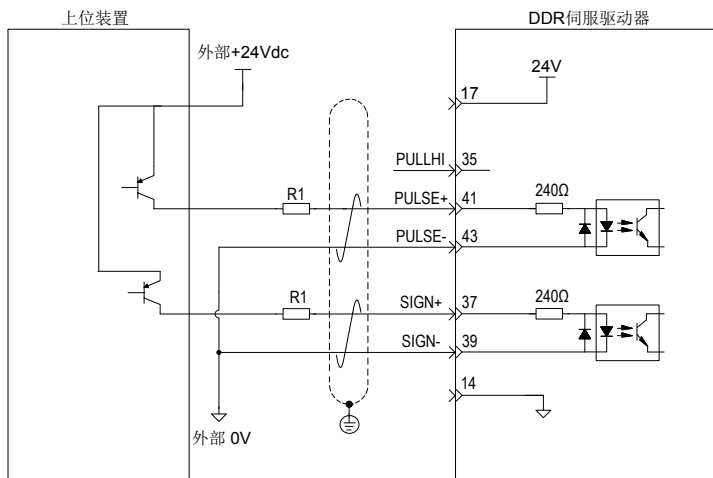 上位装置
DDR伺服驱动器
外部+24Vdc
24V
17
PULLHI
35
R1
PULSE+
41
240Ω
PULSE-
43
R1
SIGN+
37
240Ω
SIGN-
39
14
外部 0V